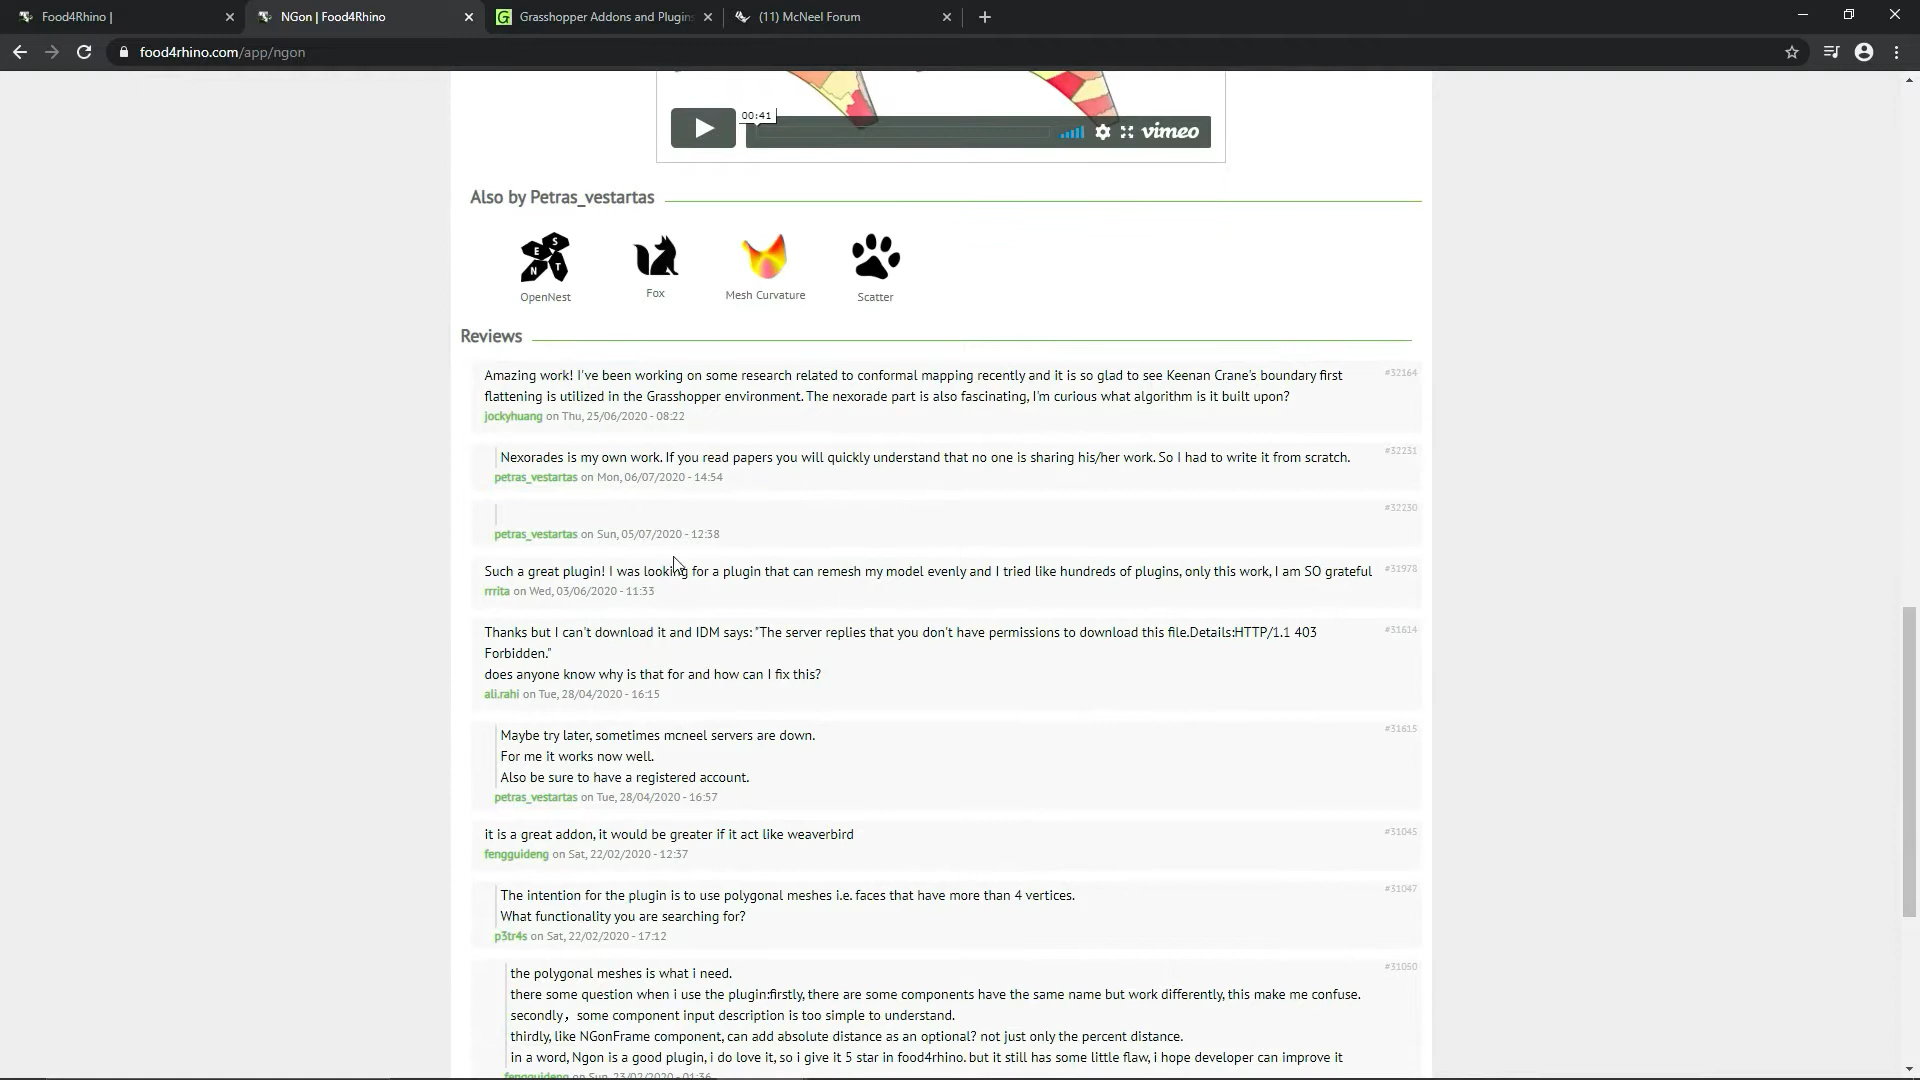 Food4Rhino |
NGon | Food4Rhino
Grasshopper Addons and Plugins
(11) McNeel Forum
food4rhino.com/app/ngon
00:41
vimeo
Also by Petras_vestartas
E S N T
OpenNest
Fox
Mesh Curvature
Scatter
Reviews
Amazing work! I've been working on some research related to conformal mapping recently and it is so glad to see Keenan Crane's boundary first
#32164
flattening is utilized in the Grasshopper environment. The nexorade part is also fascinating, I'm curious what algorithm is it built upon?
jockyhuang on Thu, 25/06/2020 - 08:22
Nexorades is my own work. If you read papers you will quickly understand that no one is sharing his/her work. So I had to write it from scratch.
#32231
petras_vestartas on Mon, 06/07/2020 - 14:54
#32230
petras_vestartas on Sun, 05/07/2020 - 12:38
Such a great plugin! I was looking for a plugin that can remesh my model evenly and I tried like hundreds of plugins, only this work, I am SO grateful
#31978
rrrita on Wed, 03/06/2020 - 11:33
Thanks but I can't download it and IDM says: "The server replies that you don't have permissions to download this file.Details:HTTP/1.1 403
#31614
Forbidden."
does anyone know why is that for and how can I fix this?
ali.rahi on Tue, 28/04/2020 - 16:15
Maybe try later, sometimes mcneel servers are down.
#31615
For me it works now well.
Also be sure to have a registered account.
petras_vestartas on Tue, 28/04/2020 - 16:57
it is a great addon, it would be greater if it act like weaverbird
#31045
fengguideng on Sat, 22/02/2020 - 12:37
The intention for the plugin is to use polygonal meshes i.e. faces that have more than 4 vertices.
#31047
What functionality you are searching for?
p3tr4s on Sat, 22/02/2020 - 17:12
the polygonal meshes is what i need.
#31050
there some question when i use the plugin:firstly, there are some components have the same name but work differently, this make me confuse.
secondly，some component input description is too simple to understand.
thirdly, like NGonFrame component, can add absolute distance as an optional? not just only the percent distance.
in a word, Ngon is a good plugin, i do love it, so i give it 5 star in food4rhino. but it still has some little flaw, i hope developer can improve it
fengguideng on Sun, 23/02/2020 - 01:36